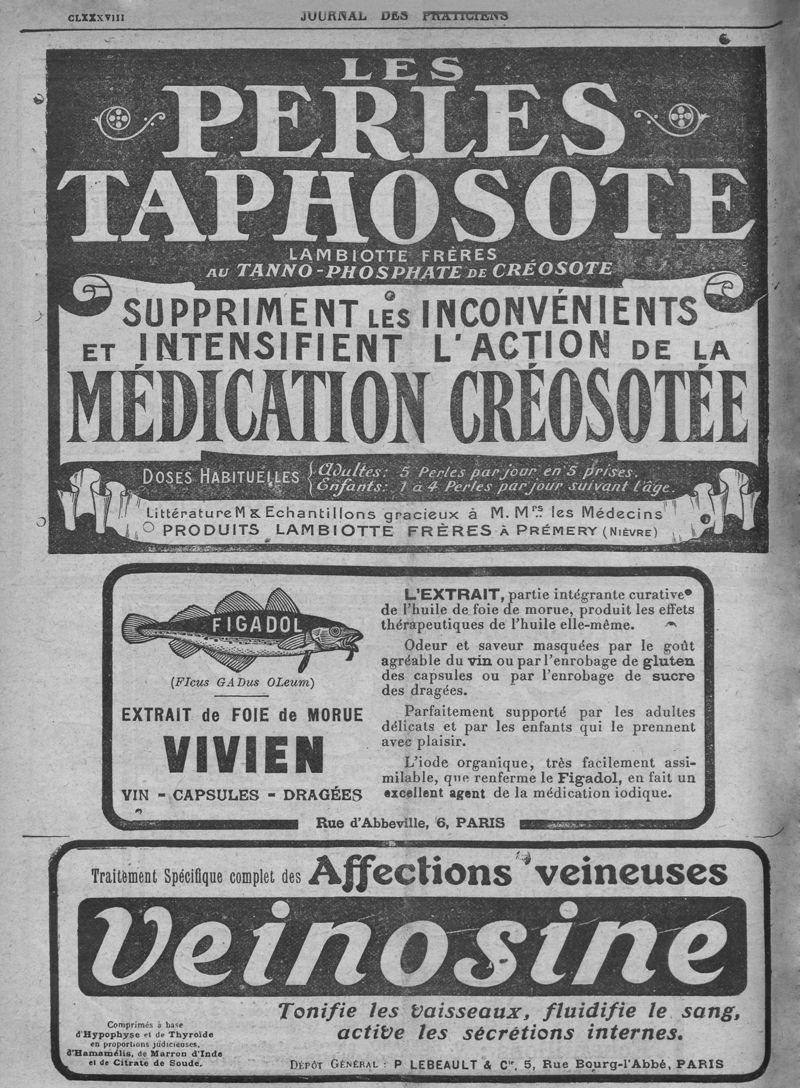 CLXXXVIII
JOURNAL DES PRATICIENS
LES
PERLES
TAPHOSOTE
LAMBIOTTE FRÈRES
AU TANNO-PHOSPHATE DE CRÉOSOTE
SUPPRIMENT LES INCONVÉNIENTS
ET INTENSIFIENT L'ACTION DE LA
MÉDICATION CRÉOSOTÉE
DOSES HABITUELLES
Adultes: 5 Perles par jour en 5 prises.
Enfants: 1 à 4 Perles par jour suivant l'âge.
Littérature M & Echantillons gracieux à M. Mrs les Médecins
PRODUITS LAMBIOTTE FRÈRES À PRÉMERY (NIÈVRE)
FIGADOL
(FIcus GADus OLeum)
EXTRAIT de FOIE de MORUE
VIVIEN
VIN - CAPSULES - DRAGÉES
L'EXTRAIT, partie intégrante curative
de l'huile de foie de morue, produit les effets
thérapeutiques de l'huile elle-même.
Odeur et saveur masquées par le goût
agréable du vin ou par l'enrobage de gluten
des capsules ou par l'enrobage de sucre
des dragées.
Parfaitement supporté par les adultes
délicats et par les enfants qui le prennent
avec plaisir.
L'iode organique, très facilement assi-
milable, que renferme le Figadol, en fait un
excellent agent de la médication iodique.
Rue d'Abbeville, 6, PARIS
Traitement Spécifique complet des Affections veineuses
Veinosine
Comprimés à base
d'Hypophyse et de Thyroïde
en proportions judicieuses,
d'Hamamélis, de Marron d'Inde
et de Citrate de Soude.
Tonifie les vaisseaux, fluidifie le sang,
active les sécrétions internes.
DÉPÔT GÉNÉRAL : P LEBEAULT & Cie, 5, Rue Bourg-l'Abbé, PARIS